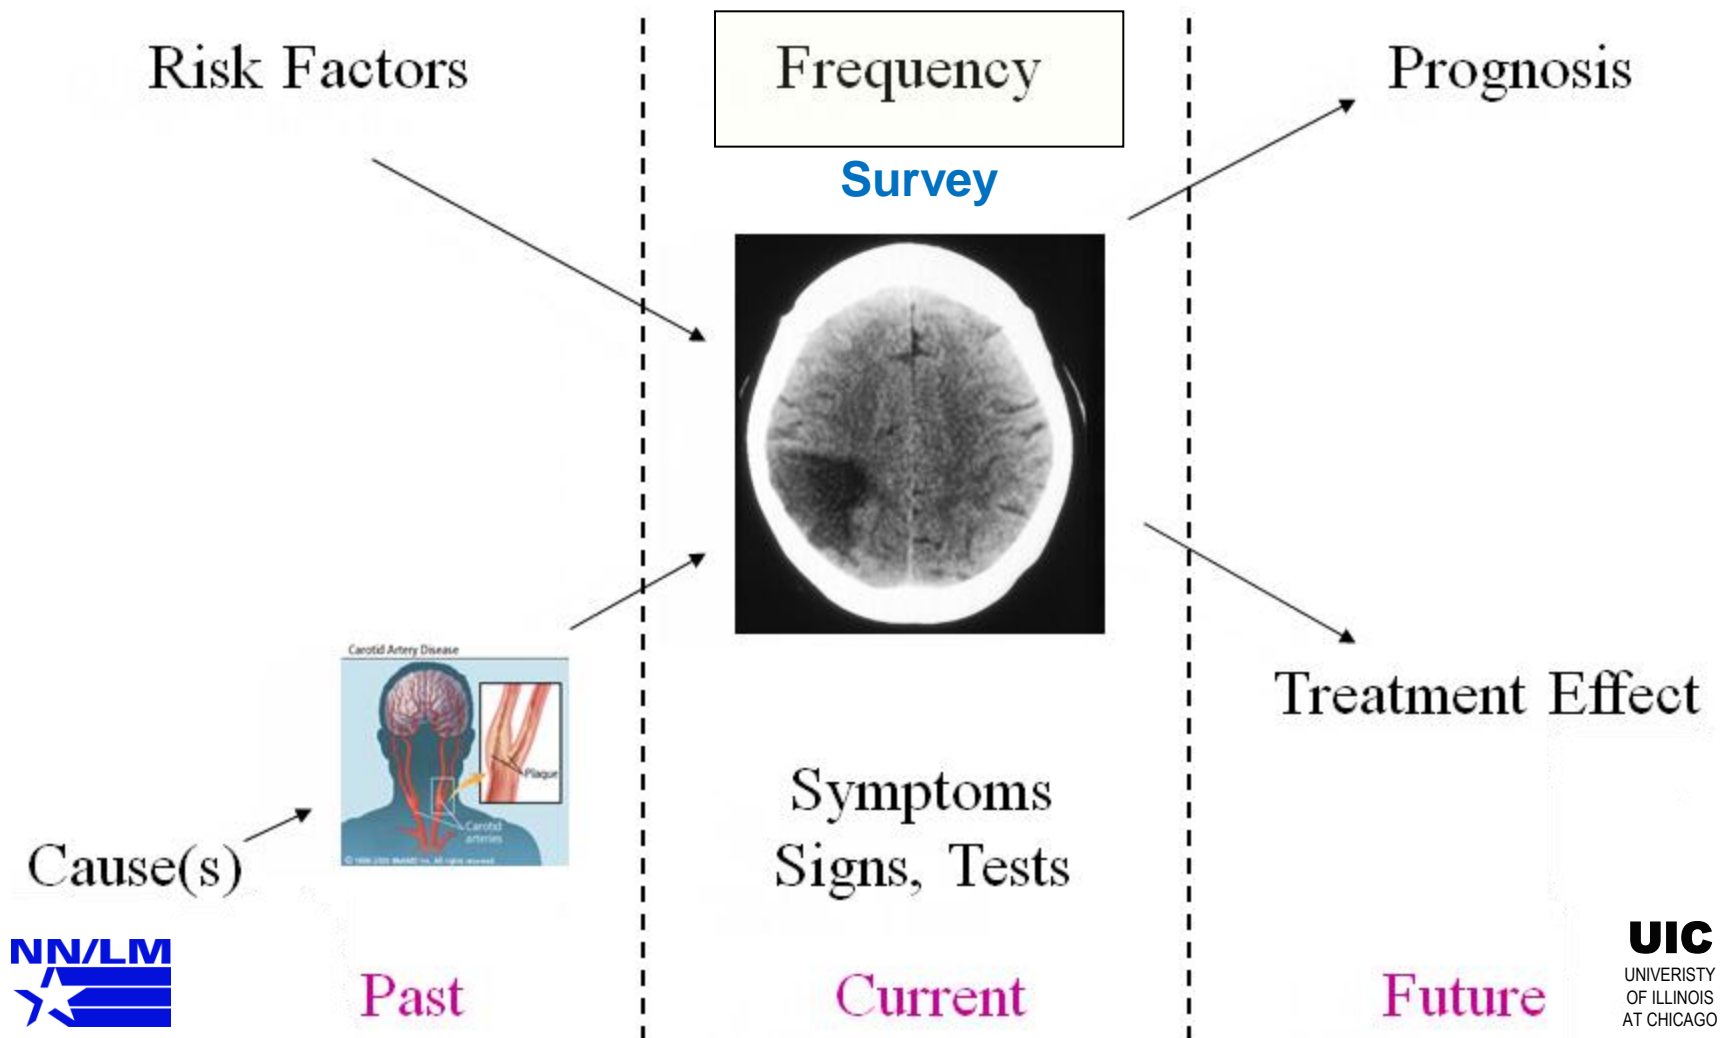 Risk Factors
Frequency
Survey
Prognosis
Carotid Artery Disease
Plaque
Carotid
arteries
Treatment Effect
Symptoms
Signs, Tests
Cause(s)
NN/LM
Past
Current
Future
UIC
UNIVERISTY
OF ILLINOIS
AT CHICAGO